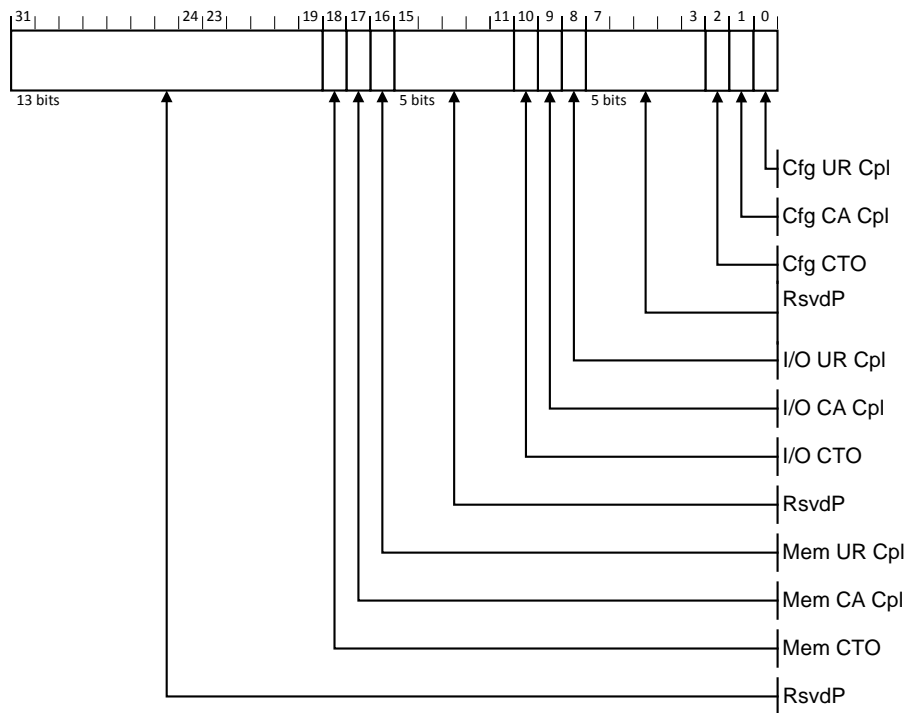 31 24 23 19 18 17 16 15 11 10 9 8 7 3 2 1 0
13 bits 5 bits 5 bits
Cfg UR Cpl
Cfg CA Cpl
Cfg CTO
RsvdP
I/O UR Cpl
I/O CA Cpl
I/O CTO
RsvdP
Mem UR Cpl
Mem CA Cpl
Mem CTO
RsvdP